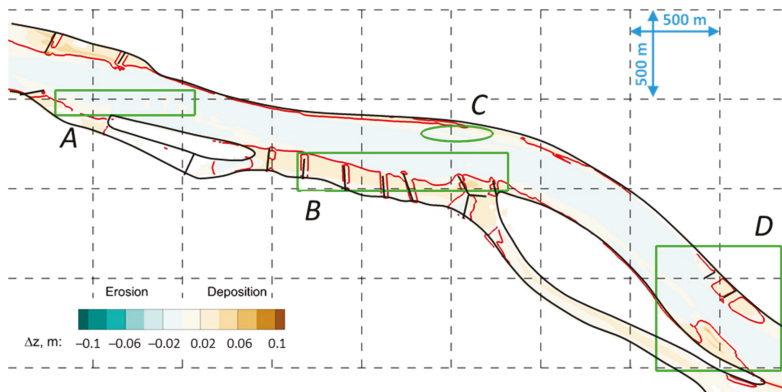 500 m
500 m
C
A
B
D
Erosion Deposition
Δz, m: –0.1 –0.06 –0.02 0.02 0.06 0.1